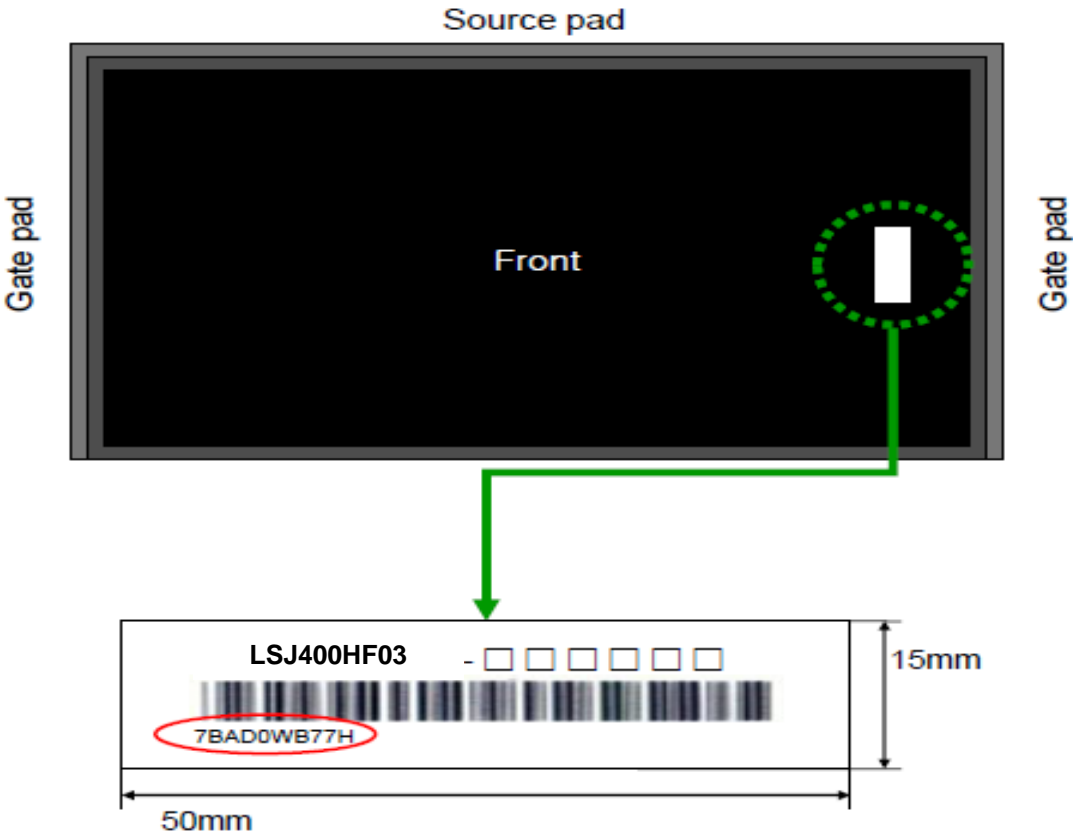 Source pad
Gate pad
Front
Gate pad
LSJ400HF03 - □ □ □ □ □ □
15mm
7BAD0WB77H
50mm